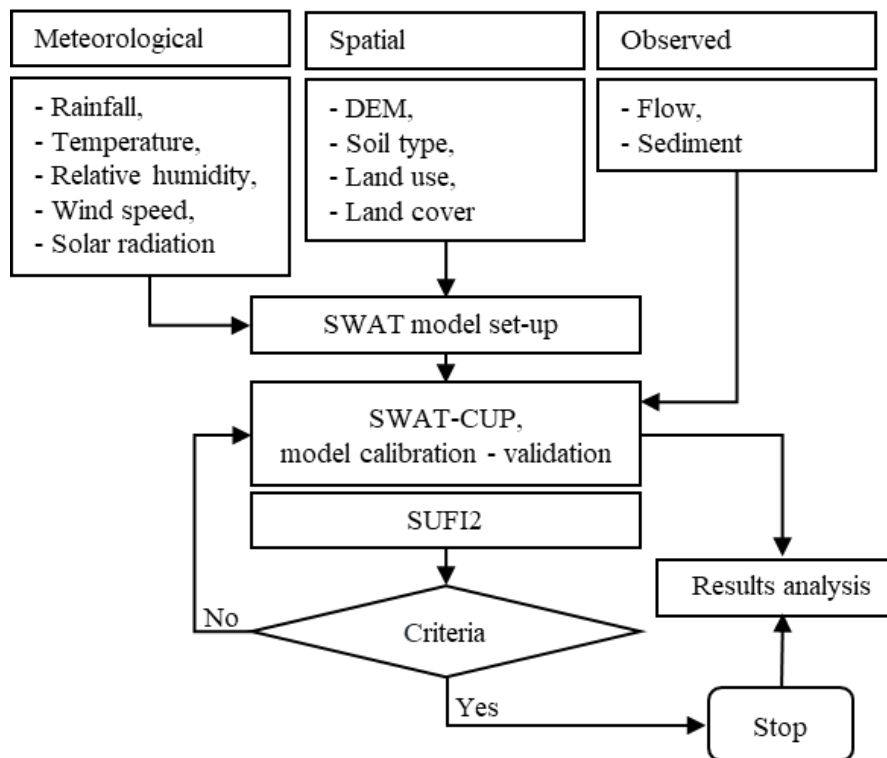 Meteorological
- Rainfall,
- Temperature,
- Relative humidity,
- Wind speed,
- Solar radiation
Spatial
- DEM,
- Soil type,
- Land use,
- Land cover
Observed
- Flow,
- Sediment
SWAT model set-up
SWAT-CUP,
model calibration - validation
SUFI2
Results analysis
No
Criteria
Yes
Stop